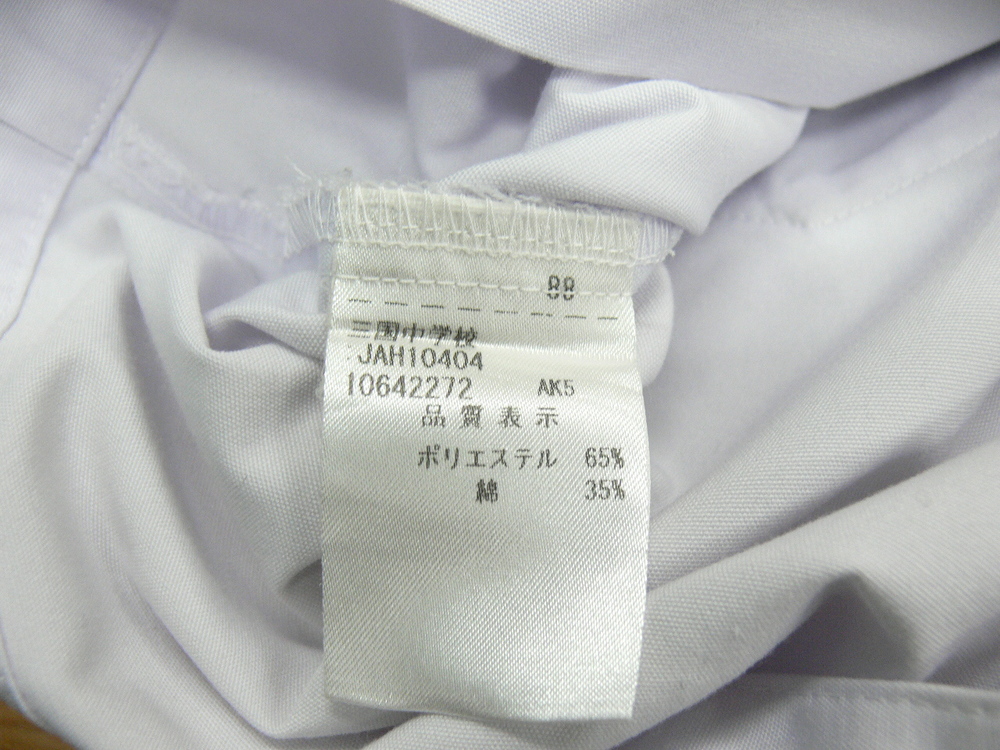 88
三国中学校
JAH10404
10642272 AK5
品質表示
ポリエステル 65%
綿 35%